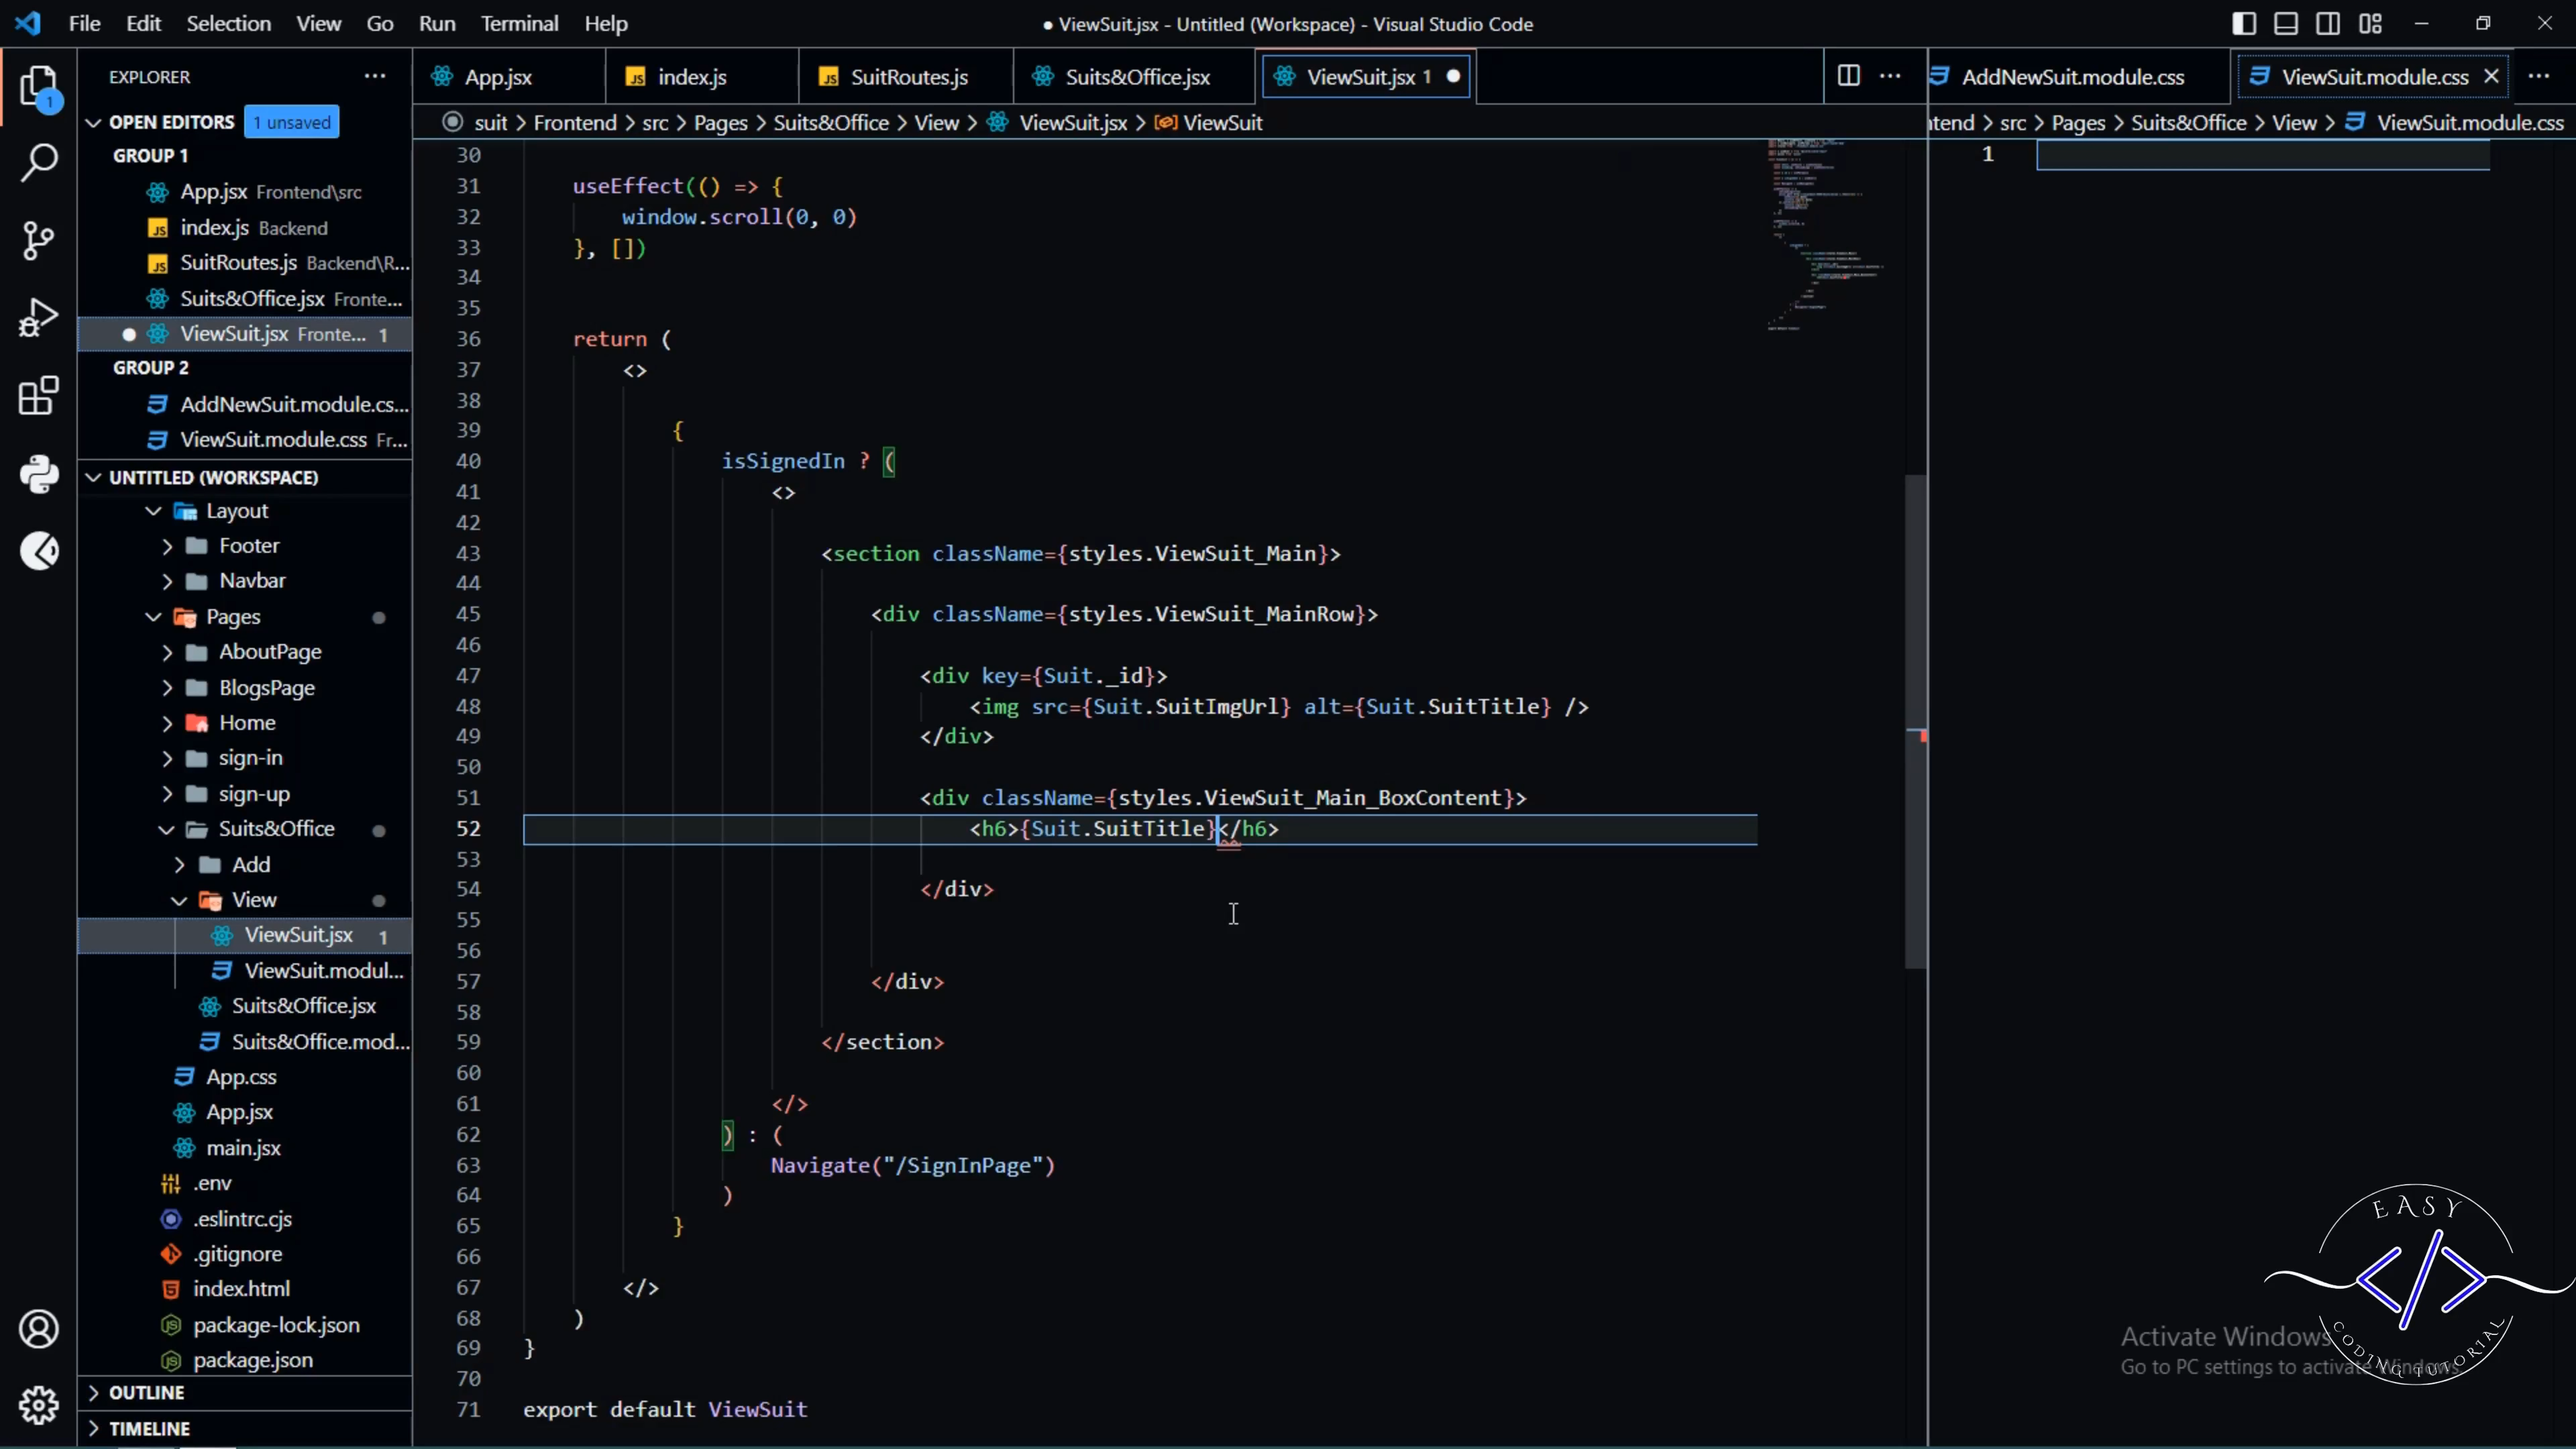 File Edit Selection View Go Run Terminal Help
● ViewSuit.jsx - Untitled (Workspace) - Visual Studio Code
EXPLORER
OPEN EDITORS 1 unsaved
GROUP 1
App.jsx Frontend\src
index.js Backend
SuitRoutes.js Backend\R...
Suits&Office.jsx Fronte...
ViewSuit.jsx Fronte... 1
GROUP 2
AddNewSuit.module.cs...
ViewSuit.module.css Fr...
UNTITLED (WORKSPACE)
Layout
Footer
Navbar
Pages
AboutPage
BlogsPage
Home
sign-in
sign-up
Suits&Office
Add
View
ViewSuit.jsx 1
ViewSuit.modul...
Suits&Office.jsx
Suits&Office.mod...
App.css
App.jsx
main.jsx
.env
.eslintrc.cjs
.gitignore
index.html
package-lock.json
package.json
OUTLINE
TIMELINE
1
App.jsx index.js SuitRoutes.js Suits&Office.jsx ViewSuit.jsx 1
suit > Frontend > src > Pages > Suits&Office > View > ViewSuit.jsx > ViewSuit
30
31 useEffect(() => {
32 window.scroll(0, 0)
33 }, [])
34
35
36 return (
37 <>
38
39 {
40 isSignedIn ? (
41 <>
42
43 <section className={styles.ViewSuit_Main}>
44
45 <div className={styles.ViewSuit_MainRow}>
46
47 <div key={Suit._id}>
48 <img src={Suit.SuitImgUrl} alt={Suit.SuitTitle} />
49 </div>
50
51 <div className={styles.ViewSuit_Main_BoxContent}>
52 <h6>{Suit.SuitTitle}</h6>
53
54 </div>
55
56
57 </div>
58
59 </section>
60
61 </>
62 ) : (
63 Navigate("/SignInPage")
64 )
65 }
66
67 </>
68 )
69 }
70
71 export default ViewSuit
AddNewSuit.module.css ViewSuit.module.css
ntend > src > Pages > Suits&Office > View > ViewSuit.module.css
1
EASY
</>
CODING TUTORIAL
Activate Windows
Go to PC settings to activate Windows.